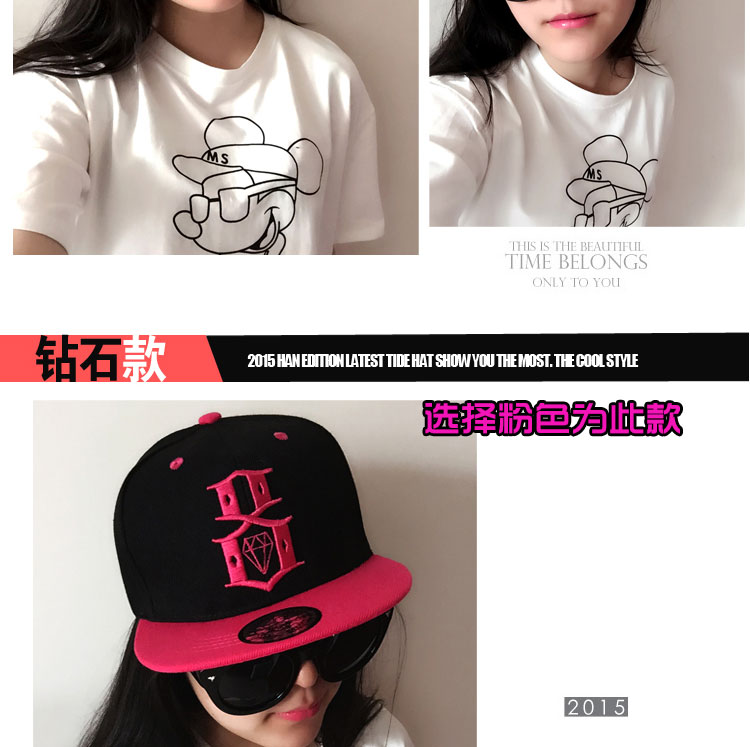 MS
MS
THIS IS THE BEAUTIFUL
TIME BELONGS
ONLY TO YOU
钻石款
2015 HAN EDITION LATEST TIDE HAT SHOW YOU THE MOST. THE COOL STYLE
选择粉色为此款
2015